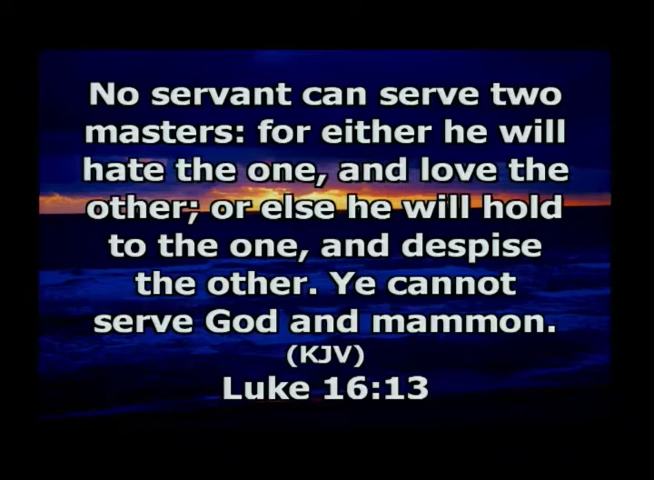 No servant can serve two
masters: for either he will
hate the one, and love the
other; or else he will hold
to the one, and despise
the other. Ye cannot
serve God and mammon.
(KJV)
Luke 16:13